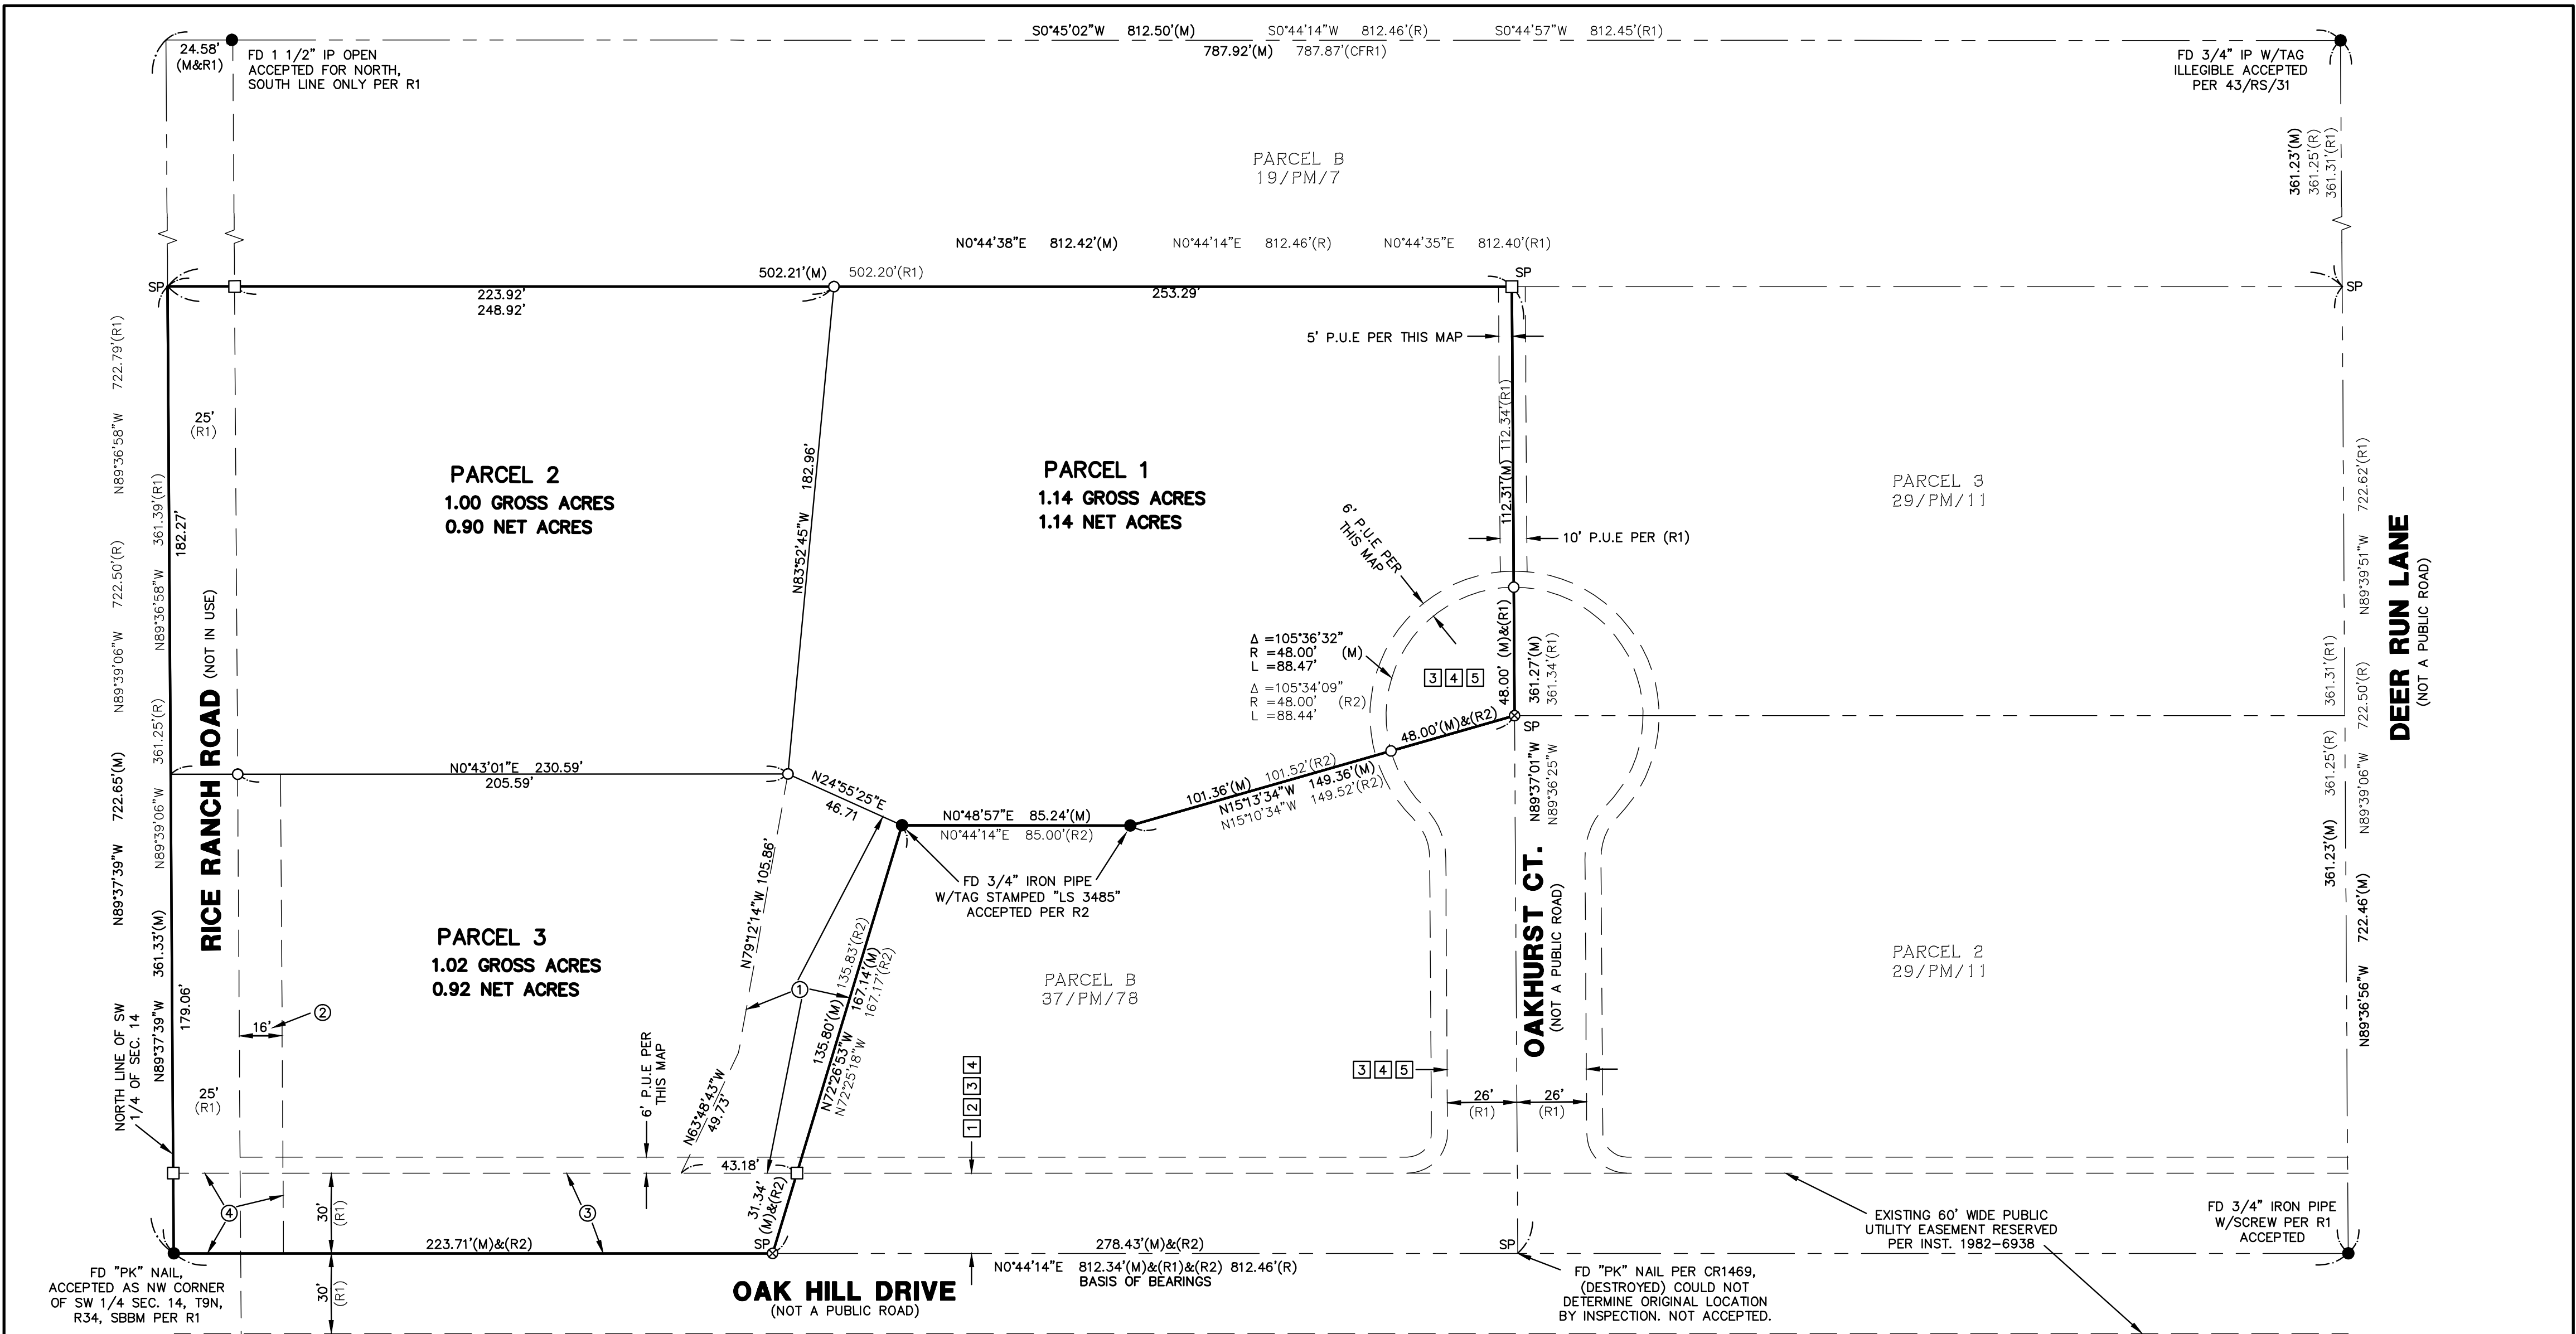 S0°45'02"W 812.50'(M) S0°44'14"W 812.46'(R) S0°44'57"W 812.45'(R1)
787.92'(M) 787.87'(CFR1)
24.58'
(M&R1)
FD 1 1/2" IP OPEN
ACCEPTED FOR NORTH,
SOUTH LINE ONLY PER R1
FD 3/4" IP W/TAG
ILLEGIBLE ACCEPTED
PER 43/RS/31
361.23'(M)
361.25'(R)
361.31'(R1)
PARCEL B
19/PM/7
N0°44'38"E 812.42'(M) N0°44'14"E 812.46'(R) N0°44'35"E 812.40'(R1)
502.21'(M) 502.20'(R1)
SP
SP
SP
223.92'
248.92'
253.29'
5' P.U.E PER THIS MAP
112.31'(M) 112.34'(R1)
10' P.U.E PER (R1)
6' P.U.E PER
THIS MAP
25'
(R1)
PARCEL 2
1.00 GROSS ACRES
0.90 NET ACRES
182.96'
N83°52'45"W
PARCEL 1
1.14 GROSS ACRES
1.14 NET ACRES
PARCEL 3
29/PM/11
N89°37'39"W 722.65'(M) N89°39'06"W 722.50'(R) N89°36'58"W 722.79'(R1)
N89°37'39"W 361.33'(M) N89°39'06"W 361.25'(R) N89°36'58"W 361.39'(R1)
182.27'
179.06'
RICE RANCH ROAD (NOT IN USE)
Δ =105°36'32"
R =48.00' (M)
L =88.47'
Δ =105°34'09"
R =48.00' (R2)
L =88.44'
3 4 5
48.00' (M)&(R1)
361.27'(M)
361.34'(R1)
48.00'(M)&(R2)
SP
N89°37'01"W
N89°36'25"W
DEER RUN LANE
(NOT A PUBLIC ROAD)
N89°36'56"W 722.46'(M) N89°39'06"W 722.50'(R) N89°39'51"W 722.62'(R1)
361.23'(M) 361.25'(R) 361.31'(R1)
N0°43'01"E 230.59'
205.59'
N24°55'25"E
46.71
N0°48'57"E 85.24'(M)
N0°44'14"E 85.00'(R2)
101.36'(M) 101.52'(R2)
N15°13'34"W 149.36'(M)
N15°10'34"W 149.52'(R2)
FD 3/4" IRON PIPE
W/TAG STAMPED "LS 3485"
ACCEPTED PER R2
N79°12'14"W 105.86'
N63°48'43"W
49.73'
1
135.80'(M) 135.83'(R2)
N72°26'53"W 167.14'(M)
N72°25'18"W 167.17'(R2)
PARCEL 3
1.02 GROSS ACRES
0.92 NET ACRES
PARCEL B
37/PM/78
PARCEL 2
29/PM/11
OAKHURST CT.
(NOT A PUBLIC ROAD)
NORTH LINE OF SW
1/4 OF SEC. 14
16'
2
25'
(R1)
6' P.U.E PER
THIS MAP
1 2 3 4
3 4 5
26'
(R1)
26'
(R1)
43.18'
31.34'
(M)&(R2)
4
30'
(R1)
3
223.71'(M)&(R2)
SP
278.43'(M)&(R2)
SP
N0°44'14"E 812.34'(M)&(R1)&(R2) 812.46'(R)
BASIS OF BEARINGS
30'
(R1)
OAK HILL DRIVE
(NOT A PUBLIC ROAD)
FD "PK" NAIL,
ACCEPTED AS NW CORNER
OF SW 1/4 SEC. 14, T9N,
R34, SBBM PER R1
FD "PK" NAIL PER CR1469,
(DESTROYED) COULD NOT
DETERMINE ORIGINAL LOCATION
BY INSPECTION. NOT ACCEPTED.
EXISTING 60' WIDE PUBLIC
UTILITY EASEMENT RESERVED
PER INST. 1982-6938
FD 3/4" IRON PIPE
W/SCREW PER R1
ACCEPTED